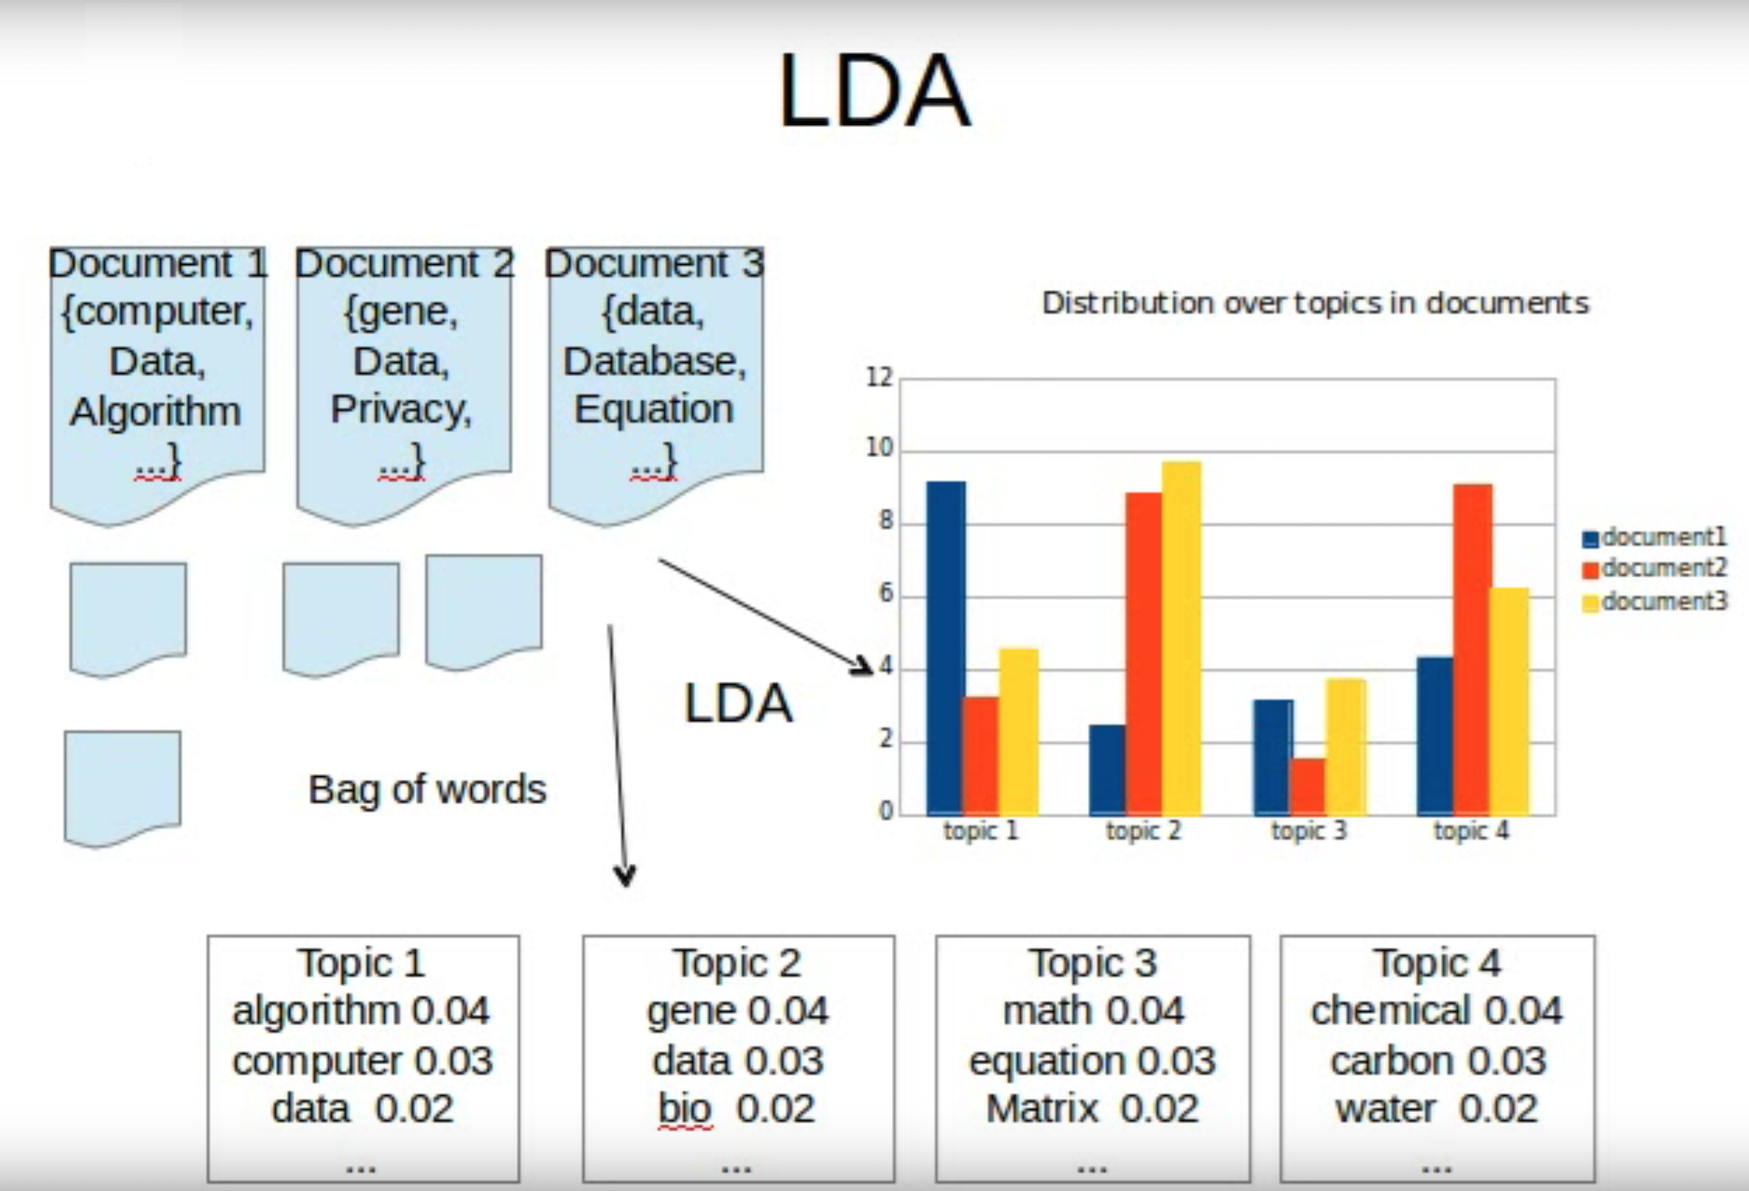 LDA
Document 1
{computer,
Data,
Algorithm
...}
Document 2
{gene,
Data,
Privacy,
...}
Document 3
{data,
Database,
Equation
...}
Bag of words
LDA
Distribution over topics in documents
12
10
8
6
4
2
0
topic 1
topic 2
topic 3
topic 4
document1
document2
document3
Topic 1
algorithm 0.04
computer 0.03
data 0.02
...
Topic 2
gene 0.04
data 0.03
bio 0.02
...
Topic 3
math 0.04
equation 0.03
Matrix 0.02
...
Topic 4
chemical 0.04
carbon 0.03
water 0.02
...